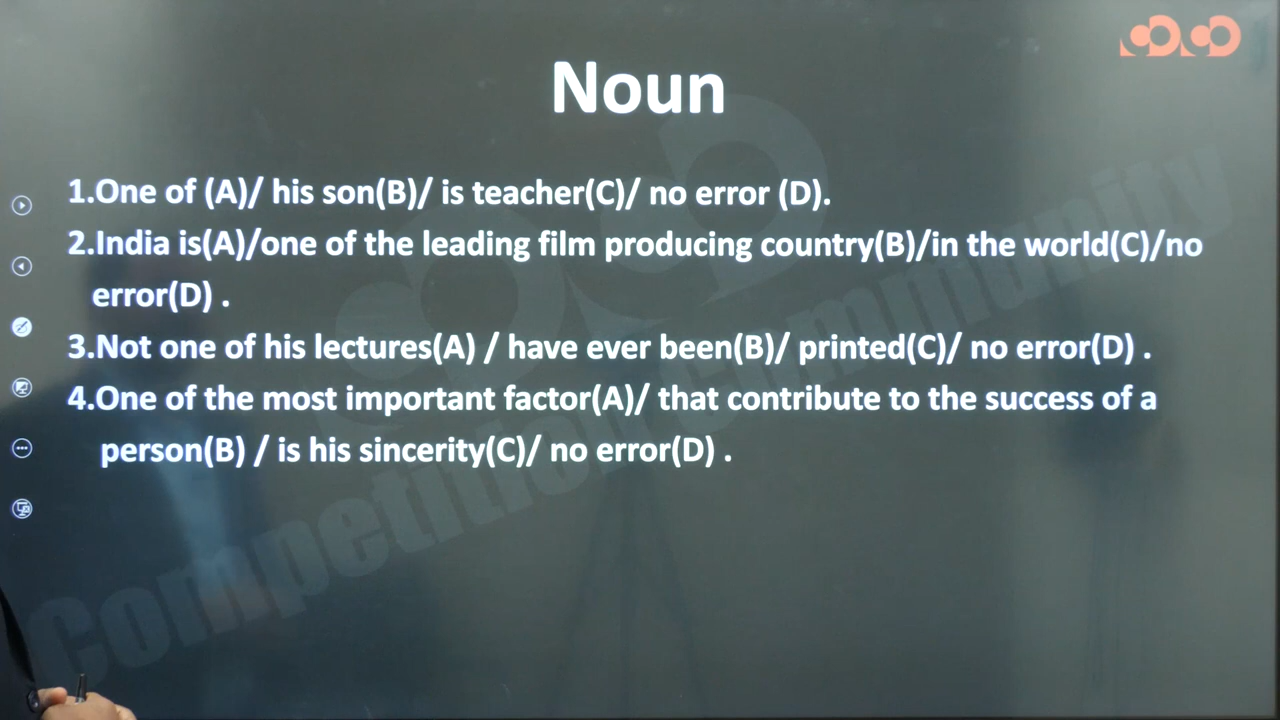 Noun
1.One of (A)/ his son(B)/ is teacher(C)/ no error (D).
2.India is(A)/one of the leading film producing country(B)/in the world(C)/no
error(D) .
3.Not one of his lectures(A) / have ever been(B)/ printed(C)/ no error(D) .
4.One of the most important factor(A)/ that contribute to the success of a
person(B) / is his sincerity(C)/ no error(D) .
Competition Community